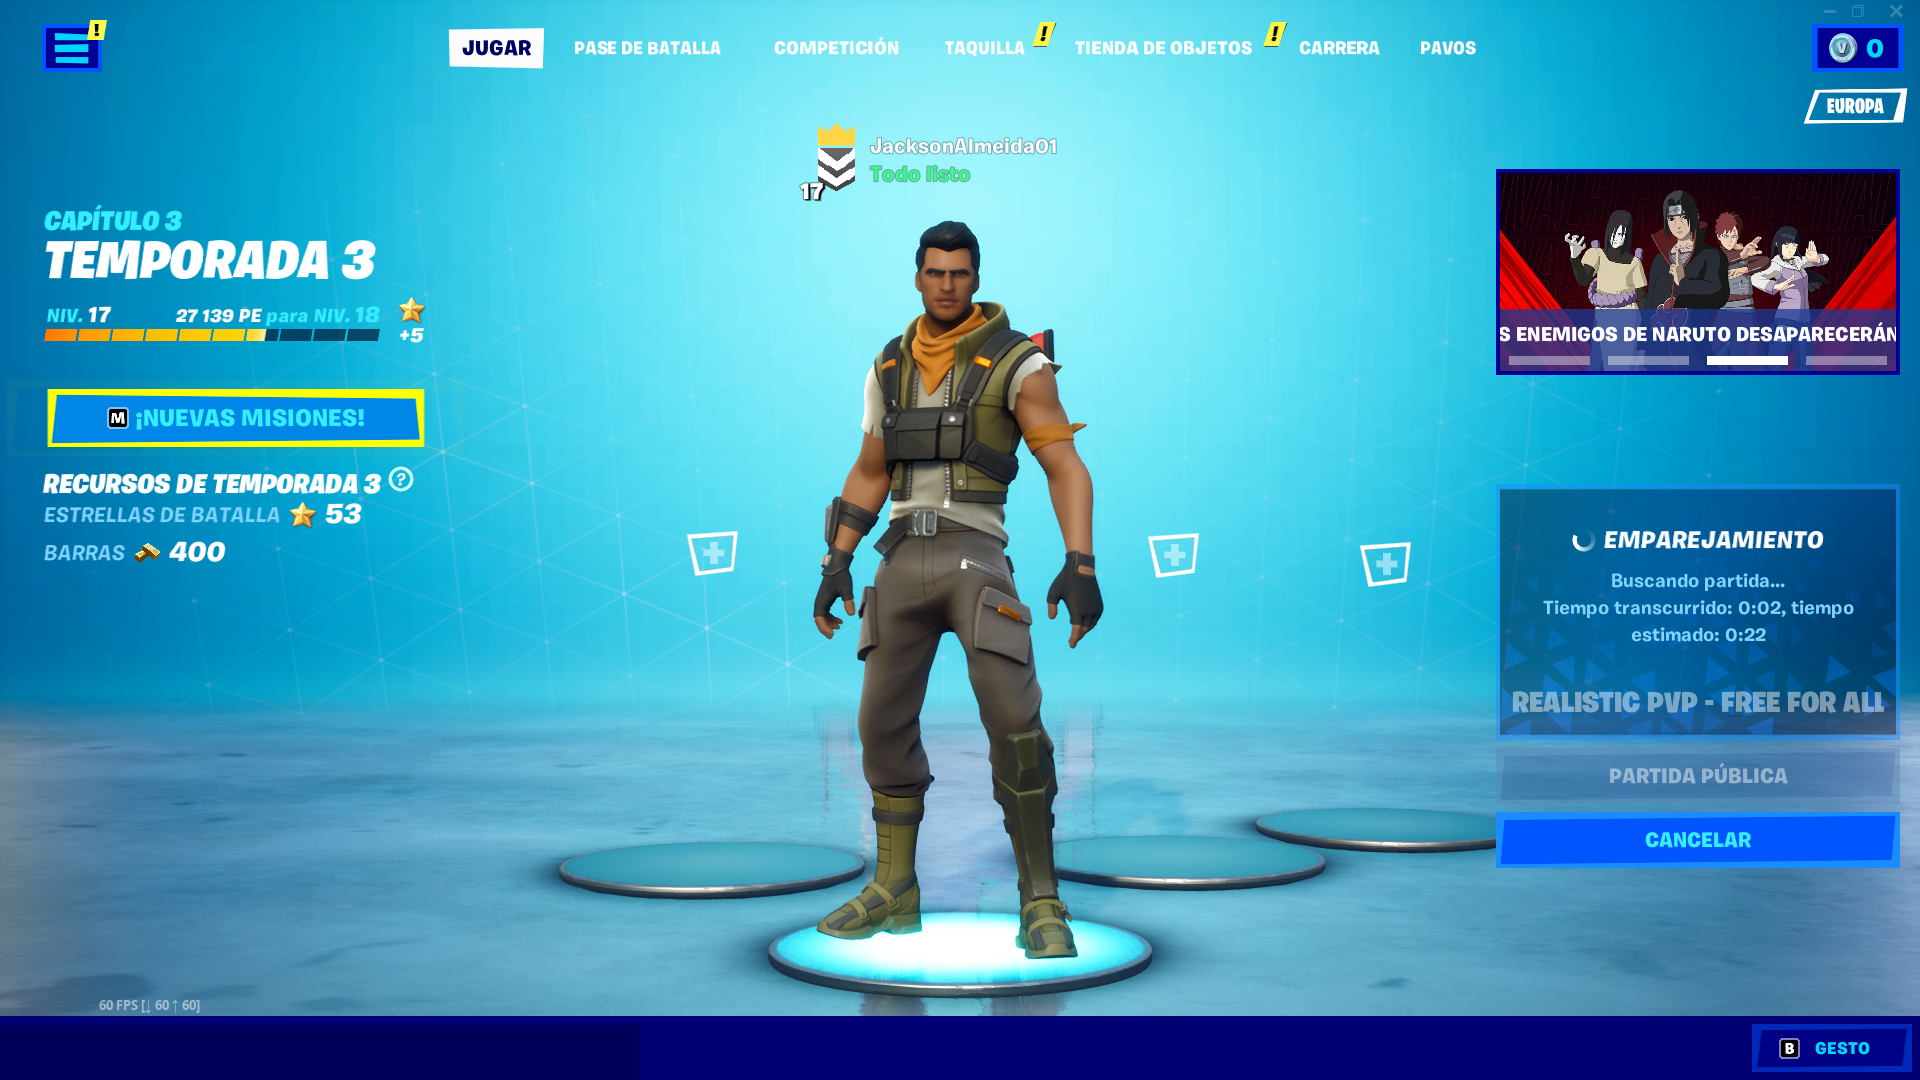 !
JUGAR
PASE DE BATALLA
COMPETICIÓN
TAQUILLA
!
TIENDA DE OBJETOS
!
CARRERA
PAVOS
V 0
EUROPA
JacksonAlmeida01
Todo listo
17
CAPÍTULO 3
TEMPORADA 3
NIV. 17
27 139 PE para NIV. 18
+5
M ¡NUEVAS MISIONES!
RECURSOS DE TEMPORADA 3 ?
ESTRELLAS DE BATALLA 53
BARRAS 400
S ENEMIGOS DE NARUTO DESAPARECERÁN
EMPAREJAMIENTO
Buscando partida...
Tiempo transcurrido: 0:02, tiempo
estimado: 0:22
REALISTIC PVP - FREE FOR ALL
PARTIDA PÚBLICA
CANCELAR
60 FPS [↓ 60 ↑ 60]
B GESTO